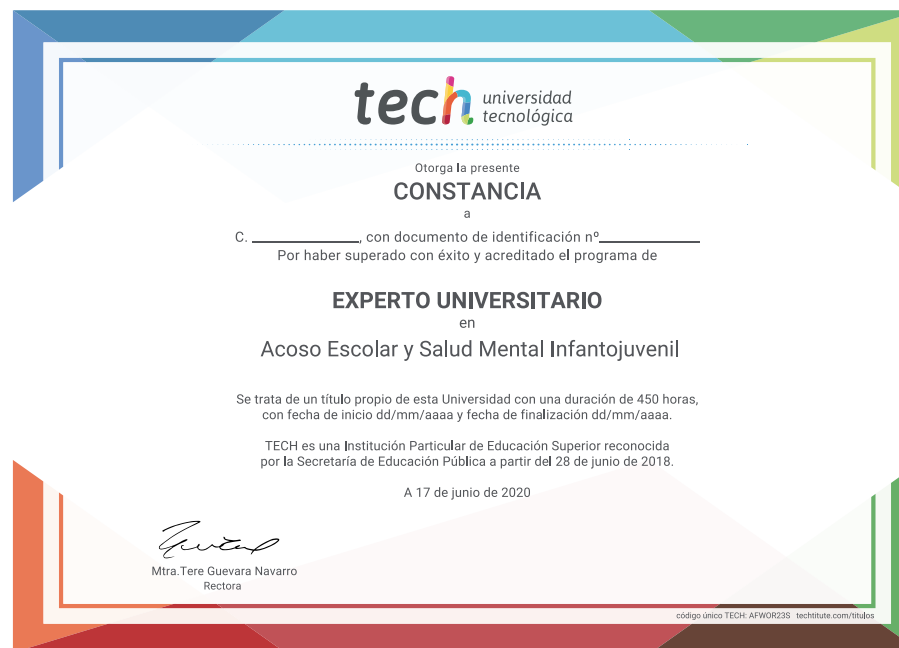 tech universidad
tecnológica
Otorga la presente
CONSTANCIA
a
C. ____________, con documento de identificación nº____________
Por haber superado con éxito y acreditado el programa de
EXPERTO UNIVERSITARIO
en
Acoso Escolar y Salud Mental Infantojuvenil
Se trata de un título propio de esta Universidad con una duración de 450 horas,
con fecha de inicio dd/mm/aaaa y fecha de finalización dd/mm/aaaa.
TECH es una Institución Particular de Educación Superior reconocida
por la Secretaría de Educación Pública a partir del 28 de junio de 2018.
A 17 de junio de 2020
Mtra.Tere Guevara Navarro
Rectora
código único TECH: AFWOR23S techtitute.com/titulos